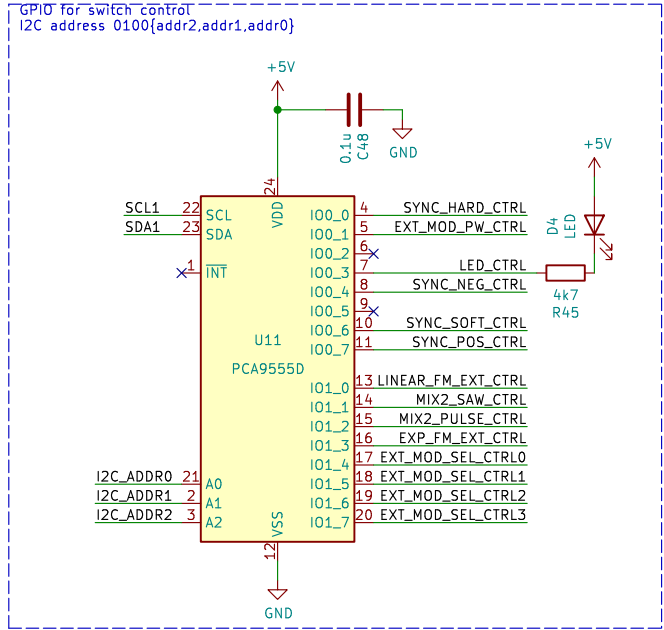 GPIO for switch control
I2C address 0100{addr2,addr1,addr0}
+5V
0.1u
C48
GND
+5V
D4
LED
4k7
R45
24
VDD
SCL1 22 SCL
SDA1 23 SDA
1 INT
IO0_0 4 SYNC_HARD_CTRL
IO0_1 5 EXT_MOD_PW_CTRL
IO0_2 6
IO0_3 7 LED_CTRL
IO0_4 8 SYNC_NEG_CTRL
IO0_5 9
IO0_6 10 SYNC_SOFT_CTRL
IO0_7 11 SYNC_POS_CTRL
U11
PCA9555D
IO1_0 13 LINEAR_FM_EXT_CTRL
IO1_1 14 MIX2_SAW_CTRL
IO1_2 15 MIX2_PULSE_CTRL
IO1_3 16 EXP_FM_EXT_CTRL
IO1_4 17 EXT_MOD_SEL_CTRL0
IO1_5 18 EXT_MOD_SEL_CTRL1
IO1_6 19 EXT_MOD_SEL_CTRL2
IO1_7 20 EXT_MOD_SEL_CTRL3
I2C_ADDR0 21 A0
I2C_ADDR1 2 A1
I2C_ADDR2 3 A2
VSS
12
GND